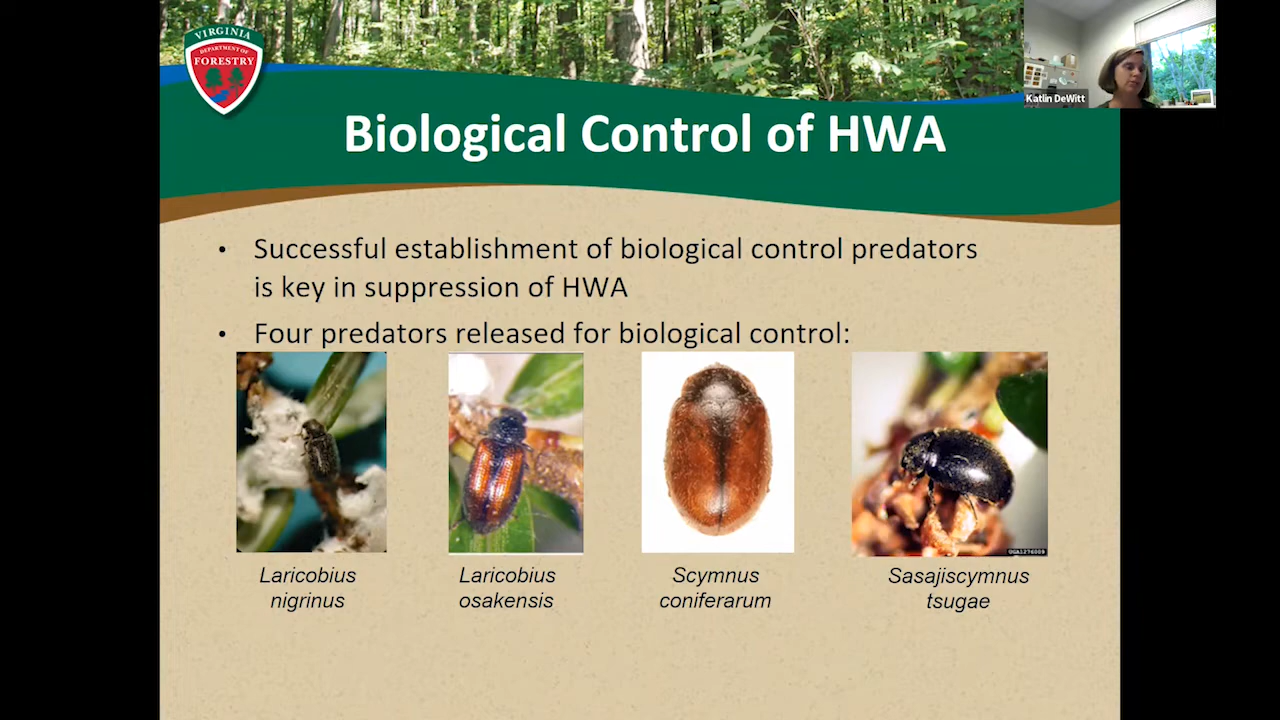 VIRGINIA
DEPARTMENT OF
FORESTRY
Katlin DeWitt
Biological Control of HWA
• Successful establishment of biological control predators
is key in suppression of HWA
• Four predators released for biological control:
UGA1276009
Laricobius
nigrinus
Laricobius
osakensis
Scymnus
coniferarum
Sasajiscymnus
tsugae